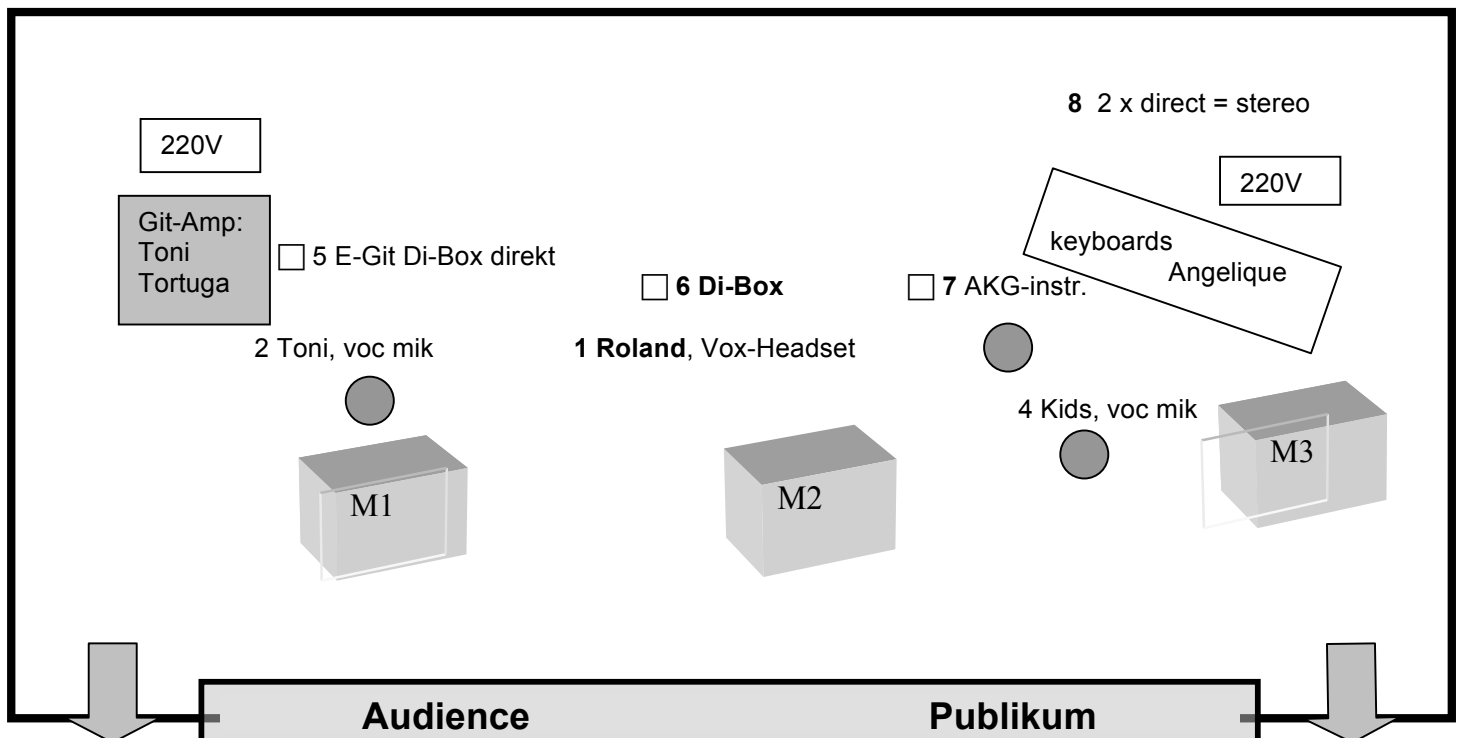 8 2 x direct = stereo
220V
220V
Git-Amp:
Toni
Tortuga
5 E-Git Di-Box direkt
keyboards
Angelique
6 Di-Box
7 AKG-instr.
2 Toni, voc mik
1 Roland, Vox-Headset
4 Kids, voc mik
M1
M2
M3
Audience
Publikum